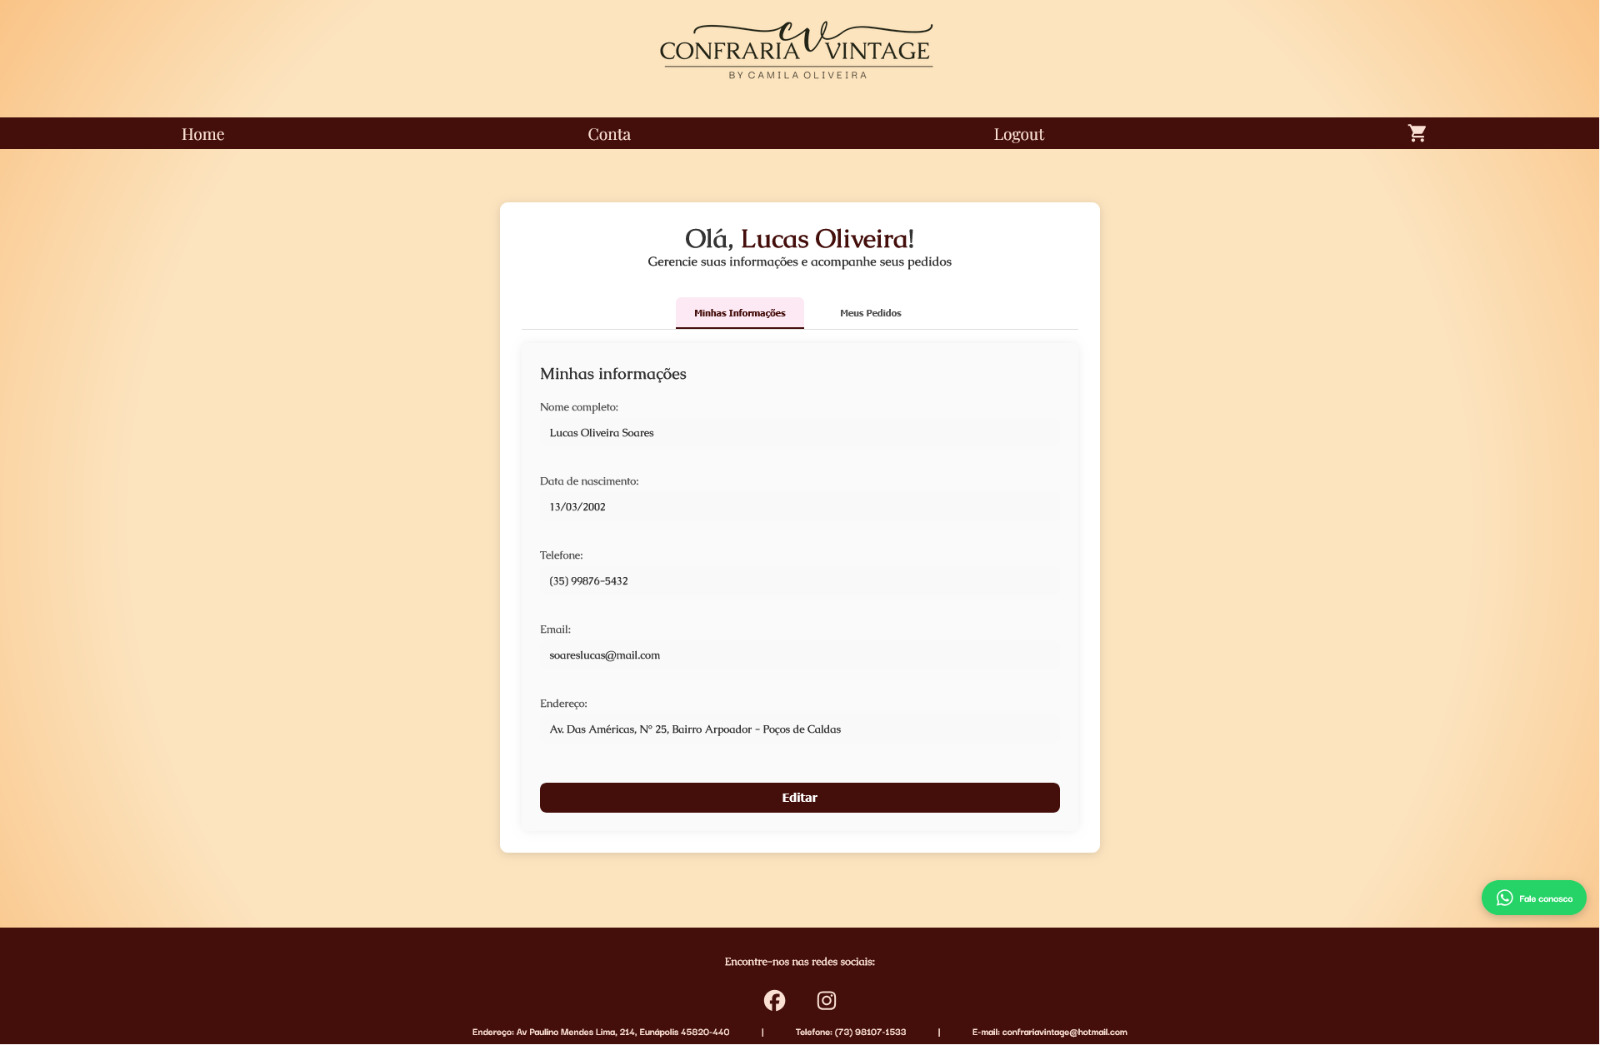 CV
CONFRARIA VINTAGE
BY CAMILA OLIVEIRA
Home Conta Logout
Olá, Lucas Oliveira!
Gerencie suas informações e acompanhe seus pedidos
Minhas Informações Meus Pedidos
Minhas informações
Nome completo:
Lucas Oliveira Soares
Data de nascimento:
13/03/2002
Telefone:
(35) 99876-5432
Email:
soareslucas@mail.com
Endereço:
Av. Das Américas, Nº 25, Bairro Arpoador - Poços de Caldas
Editar
Fale conosco
Encontre-nos nas redes sociais:
Endereço: Av Paulino Mendes Lima, 214, Eunápolis 45820-440 | Telefone: (73) 98107-1533 | E-mail: confrariavintage@hotmail.com